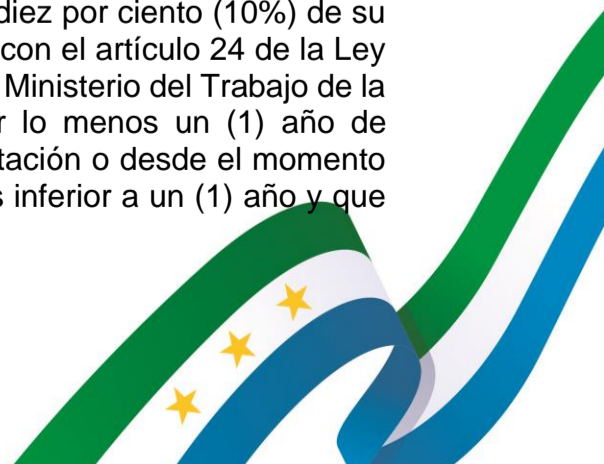 diez por ciento (10%) de su
con el artículo 24 de la Ley
Ministerio del Trabajo de la
r lo menos un (1) año de
tación o desde el momento
s inferior a un (1) año y que